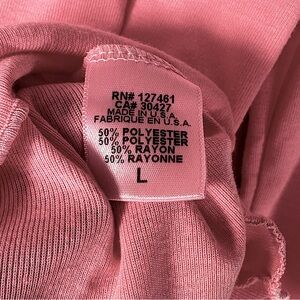 RN# 127461
CA# 30427
MADE IN U.S.A.
FABRIQUE EN U.S.A.
50% POLYESTER
50% POLYESTER
50% RAYON
50% RAYONNE
L